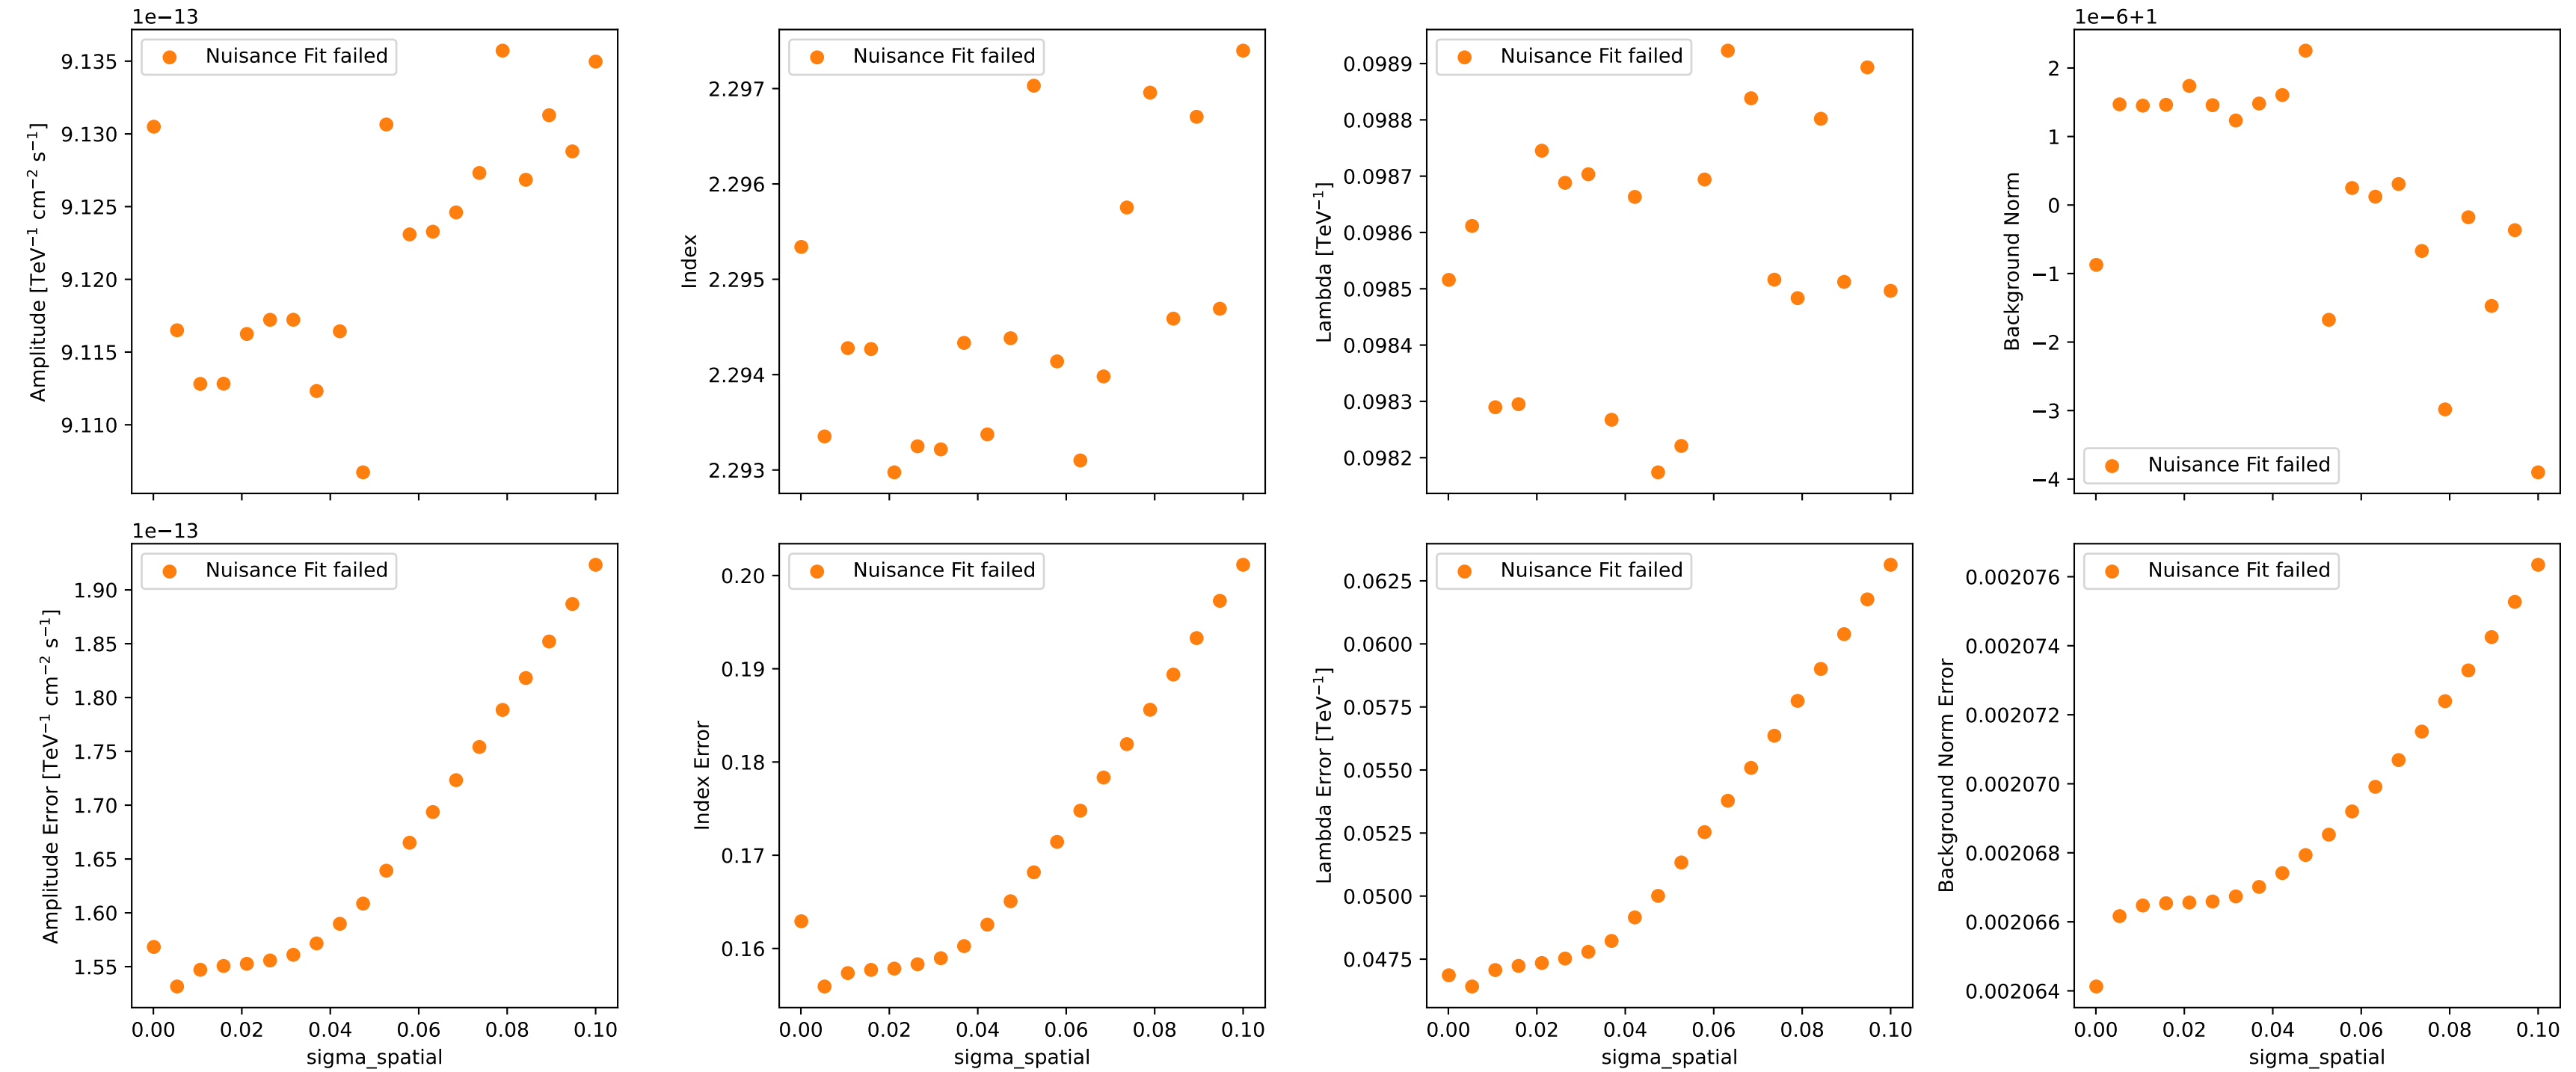 1e−13
9.135
9.130
9.125
9.120
9.115
9.110
Amplitude [TeV⁻¹ cm⁻² s⁻¹]
Nuisance Fit failed
2.297
2.296
2.295
2.294
2.293
Index
Nuisance Fit failed
0.0989
0.0988
0.0987
0.0986
0.0985
0.0984
0.0983
0.0982
Lambda [TeV⁻¹]
Nuisance Fit failed
1e−6+1
2
1
0
−1
−2
−3
−4
Background Norm
Nuisance Fit failed
1e−13
1.90
1.85
1.80
1.75
1.70
1.65
1.60
1.55
Amplitude Error [TeV⁻¹ cm⁻² s⁻¹]
Nuisance Fit failed
0.00 0.02 0.04 0.06 0.08 0.10
sigma_spatial
0.20
0.19
0.18
0.17
0.16
Index Error
Nuisance Fit failed
0.00 0.02 0.04 0.06 0.08 0.10
sigma_spatial
0.0625
0.0600
0.0575
0.0550
0.0525
0.0500
0.0475
Lambda Error [TeV⁻¹]
Nuisance Fit failed
0.00 0.02 0.04 0.06 0.08 0.10
sigma_spatial
0.002076
0.002074
0.002072
0.002070
0.002068
0.002066
0.002064
Background Norm Error
Nuisance Fit failed
0.00 0.02 0.04 0.06 0.08 0.10
sigma_spatial